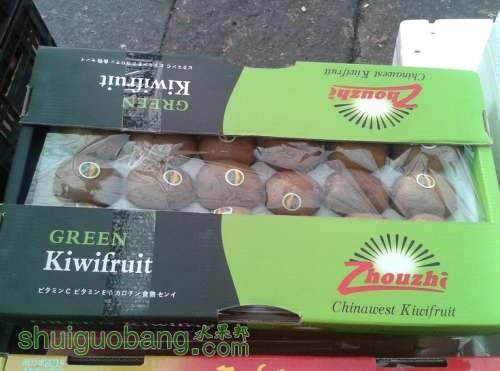 GREEN
Kiwifruit
ビタミンC ビタミンE カロテン 食物センイ
Zhouzhi
Chinawest Kiwifruit
GREEN
Kiwifruit
Zhouzhi
Chinawest Kiwifruit
shuiguobang.com
水果邦